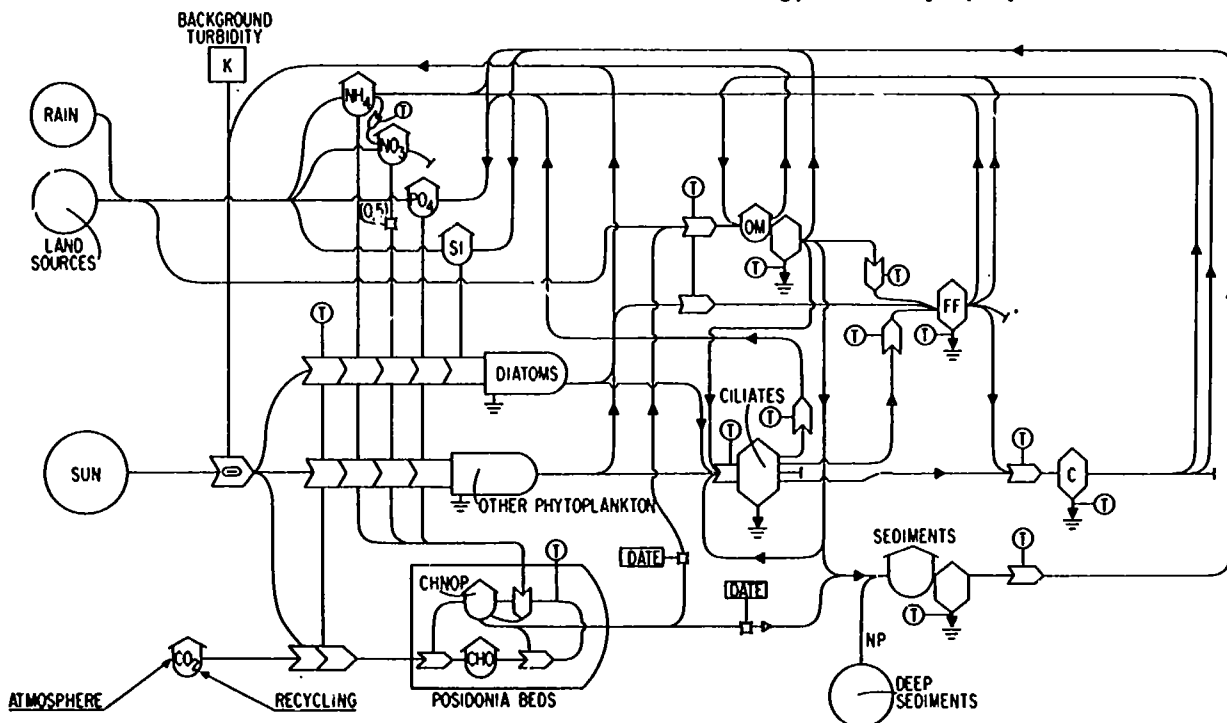 BACKGROUND
TURBIDITY
K
RAIN
NH4
T
NO3
LAND
SOURCES
(0,5)
PO4
SI
T
OM
T
T
FF
T
T
T
DIATOMS
CILIATES
T
T
T
SUN
C
T
OTHER PHYTOPLANKTON
SEDIMENTS
T
T
DATE
DATE
T
CHNOP
CHO
NP
CO2
ATMOSPHERE
RECYCLING
POSIDONIA BEDS
DEEP
SEDIMENTS